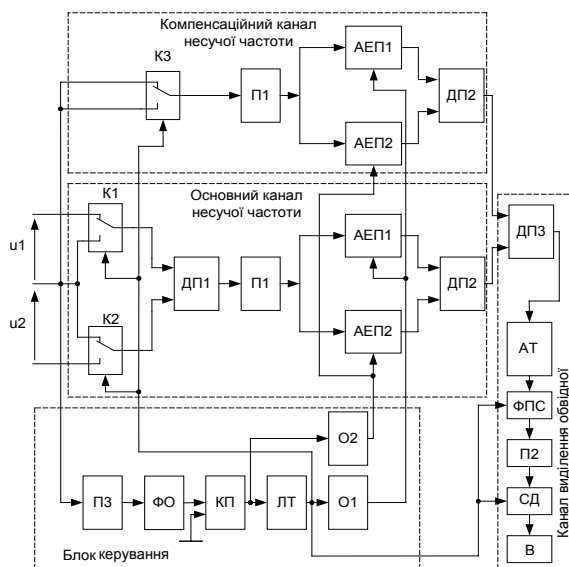 Компенсаційний канал
несучої частоти
К3
П1
АЕП1
АЕП2
ДП2
К1
Основний канал
несучої частоти
u1
u2
К2
ДП1
П1
АЕП1
АЕП2
ДП2
ДП3
АТ
ФПС
П2
СД
В
Канал виділення обвідної
О2
П3
ФО
КП
ЛТ
О1
Блок керування